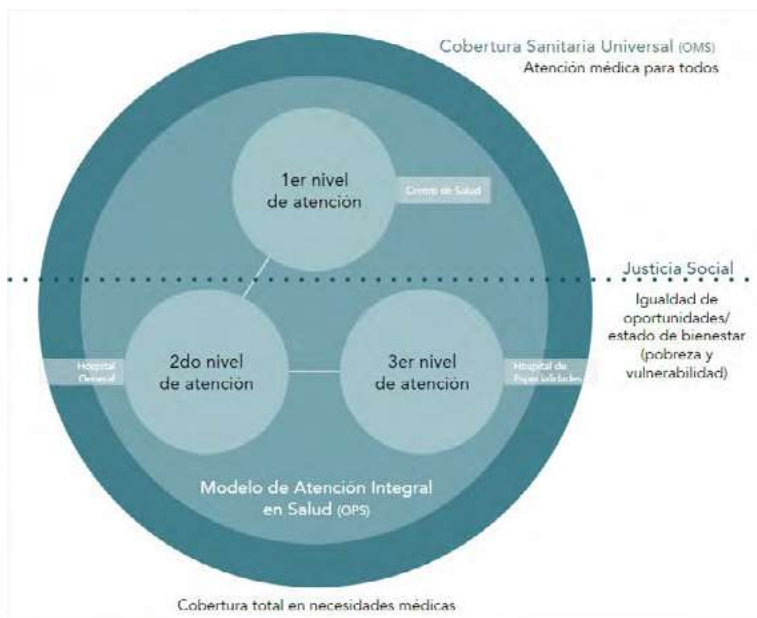 Cobertura Sanitaria Universal (OMS)
Atención médica para todos
1er nivel
de atención
Centro de Salud
Justicia Social
Igualdad de
oportunidades/
estado de bienestar
(pobreza y
vulnerabilidad)
2do nivel
de atención
Hospital
General
3er nivel
de atención
Hospital de
Especialidades
Modelo de Atención Integral
en Salud (OPS)
Cobertura total en necesidades médicas